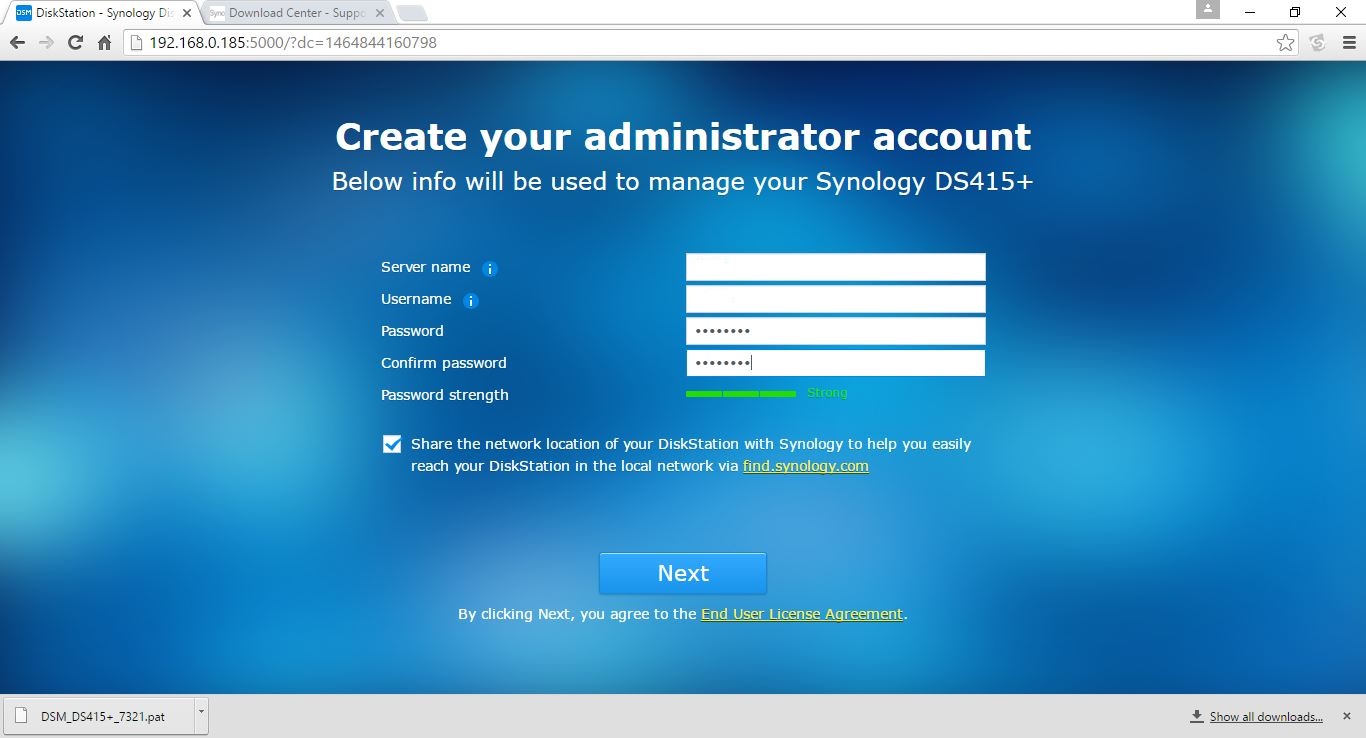 DSM DiskStation - Synology Dis
Download Center - Suppo
192.168.0.185:5000/?dc=1464844160798
Create your administrator account
Below info will be used to manage your Synology DS415+
Server name i
Username i
Password ••••••••
Confirm password ••••••••
Password strength Strong
Share the network location of your DiskStation with Synology to help you easily
reach your DiskStation in the local network via find.synology.com
Next
By clicking Next, you agree to the End User License Agreement.
DSM_DS415+_7321.pat
Show all downloads...